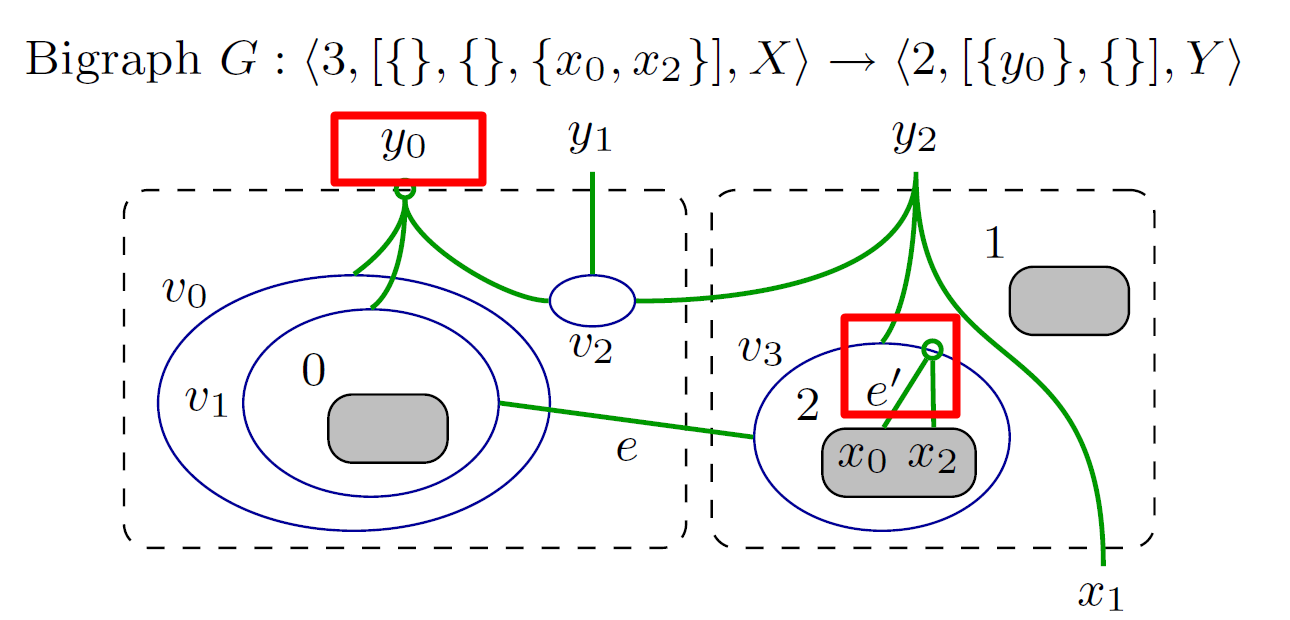 Bigraph G : ⟨3, [{}, {}, {x₀, x₂}], X⟩ → ⟨2, [{y₀}, {}], Y⟩
y₀ y₁ y₂
1
v₀
v₂ v₃
0
v₁ 2 e′
e x₀ x₂
x₁